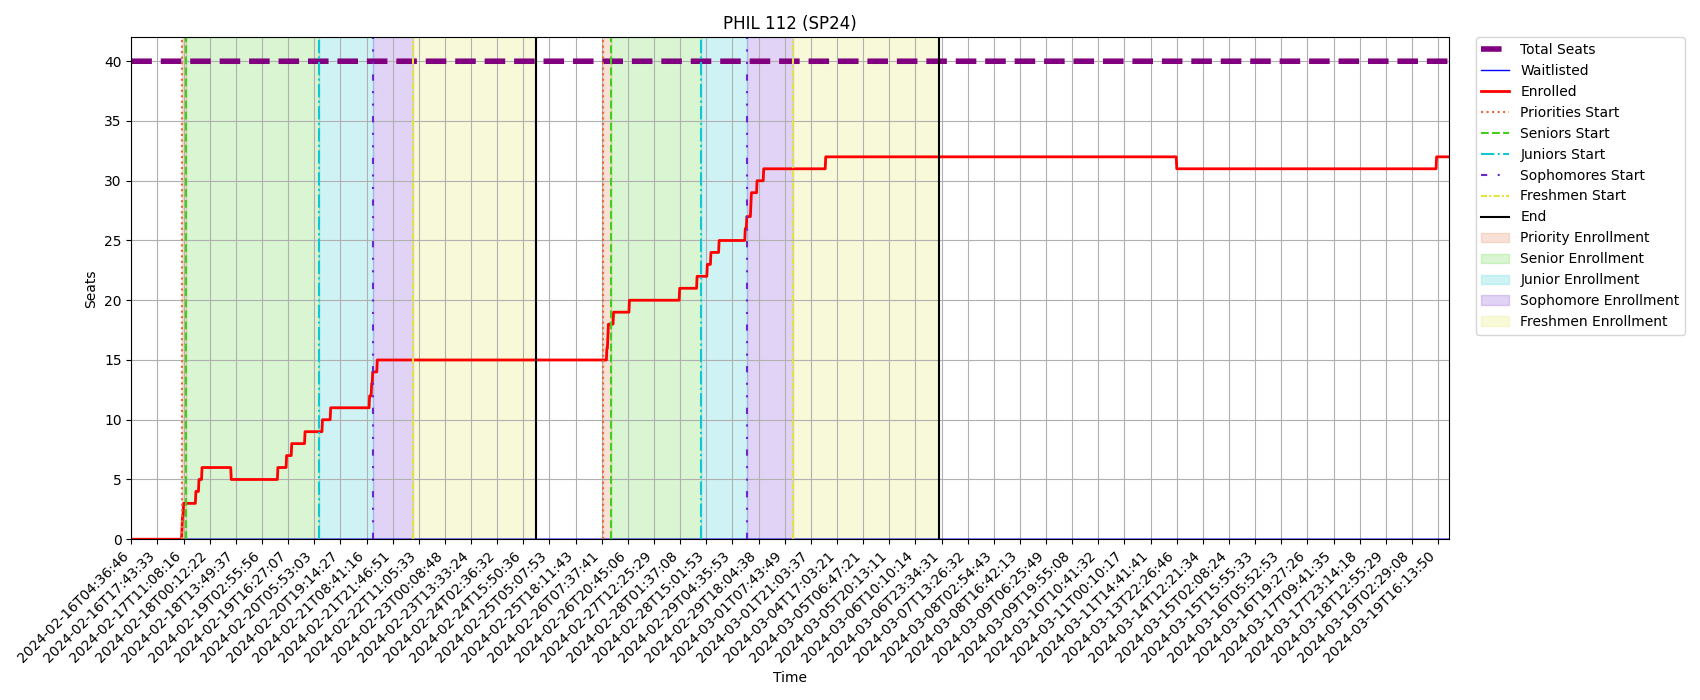 PHIL 112 (SP24)
Seats
40
35
30
25
20
15
10
5
0
2024-02-16T04:36:46
2024-02-16T17:43:33
2024-02-17T11:08:16
2024-02-18T00:12:22
2024-02-18T13:49:37
2024-02-19T02:55:56
2024-02-19T16:27:07
2024-02-20T05:53:03
2024-02-20T19:14:27
2024-02-21T08:41:16
2024-02-21T21:46:51
2024-02-22T11:05:33
2024-02-23T00:08:48
2024-02-23T13:33:24
2024-02-24T02:36:32
2024-02-24T15:50:36
2024-02-25T05:07:53
2024-02-25T18:11:43
2024-02-26T07:37:41
2024-02-26T20:45:06
2024-02-27T12:25:29
2024-02-28T01:37:08
2024-02-28T15:01:53
2024-02-29T04:35:53
2024-02-29T18:04:38
2024-03-01T07:43:49
2024-03-01T21:03:37
2024-03-04T17:03:21
2024-03-05T06:47:21
2024-03-05T20:13:11
2024-03-06T10:10:14
2024-03-06T23:34:31
2024-03-07T13:26:32
2024-03-08T02:54:43
2024-03-08T16:42:13
2024-03-09T06:25:49
2024-03-09T19:55:08
2024-03-10T10:41:32
2024-03-11T00:10:17
2024-03-11T14:41:41
2024-03-13T22:26:46
2024-03-14T12:21:34
2024-03-15T02:08:24
2024-03-15T15:55:33
2024-03-16T05:52:53
2024-03-16T19:27:26
2024-03-17T09:41:35
2024-03-17T23:14:18
2024-03-18T12:55:29
2024-03-19T02:29:08
2024-03-19T16:13:50
Time
Total Seats
Waitlisted
Enrolled
Priorities Start
Seniors Start
Juniors Start
Sophomores Start
Freshmen Start
End
Priority Enrollment
Senior Enrollment
Junior Enrollment
Sophomore Enrollment
Freshmen Enrollment